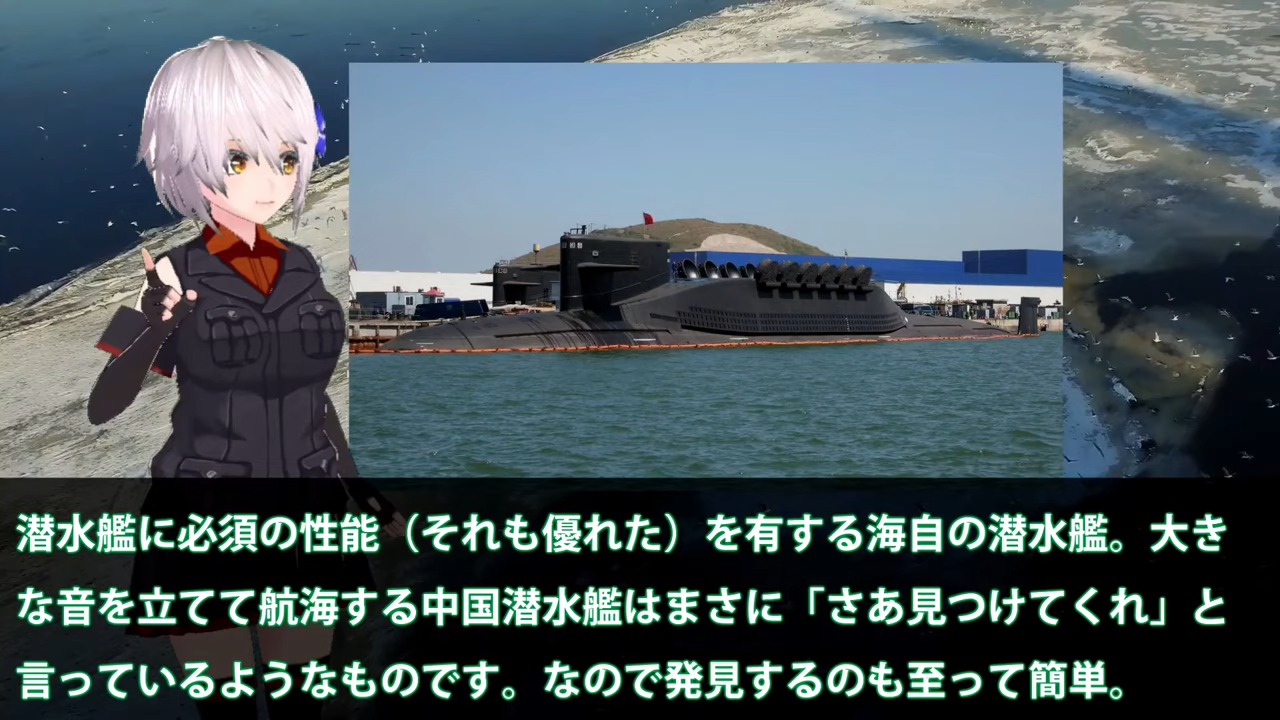 潜水艦に必須の性能（それも優れた）を有する海自の潜水艦。大き
な音を立てて航海する中国潜水艦はまさに「さあ見つけてくれ」と
言っているようなものです。なので発見するのも至って簡単。